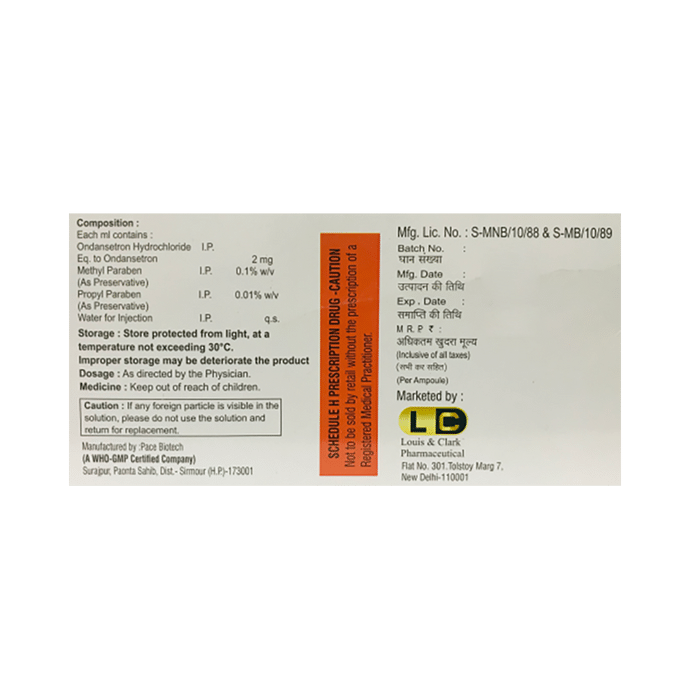 Composition :
Each ml contains :
Ondansetron Hydrochloride I.P.
Eq. to Ondansetron 2 mg
Methyl Paraben I.P. 0.1% w/v
(As Preservative)
Propyl Paraben I.P. 0.01% w/v
(As Preservative)
Water for Injection I.P. q.s.
Storage : Store protected from light, at a
temperature not exceeding 30°C.
Improper storage may be deteriorate the product
Dosage : As directed by the Physician.
Medicine : Keep out of reach of children.
Caution : If any foreign particle is visible in the
solution, please do not use the solution and
return for replacement.
Manufactured by :Pace Biotech
(A WHO-GMP Certified Company)
Surajpur, Paonta Sahib, Dist.- Sirmour (H.P.)-173001
SCHEDULE H PRESCRIPTION DRUG -CAUTION
Not to be sold by retail without the prescription of a
Registered Medical Practitioner.
Mfg. Lic. No. : S-MNB/10/88 & S-MB/10/89
Batch No. :
घान संख्या
Mfg. Date :
उत्पादन की तिथि
Exp. Date :
समाप्ति की तिथि
M R. P ₹ :
अधिकतम खुदरा मूल्य
(Inclusive of all taxes)
(सभी कर सहित)
(Per Ampoule)
Marketed by :
LC
Louis & Clark
Pharmaceutical
Flat No. 301.Tolstoy Marg 7,
New Delhi-110001